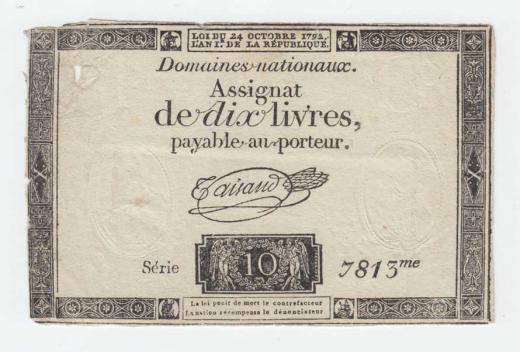 LOI DU 24 OCTOBRE 1792.
L'AN I.er DE LA RÉPUBLIQUE.
Domaines nationaux.
Assignat
de dix livres,
payable au porteur.
Taisaud
Série 10 7813me
X X
La loi punit de mort le contrefacteur
La nation récompense le dénonciateur